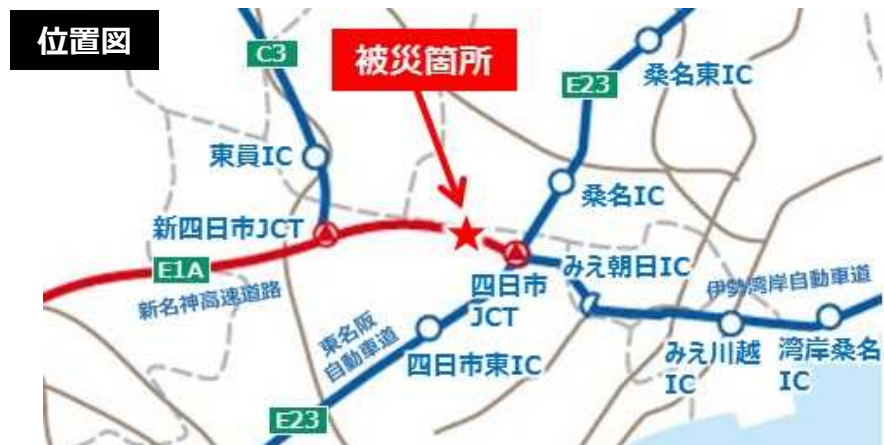 位置図
C3
被災箇所
E23
桑名東IC
東員IC
桑名IC
新四日市JCT
E1A
新名神高速道路
四日市
JCT
みえ朝日IC
伊勢湾岸自動車道
東名阪
自動車道
四日市東IC
みえ川越
IC
湾岸桑名
IC
E23